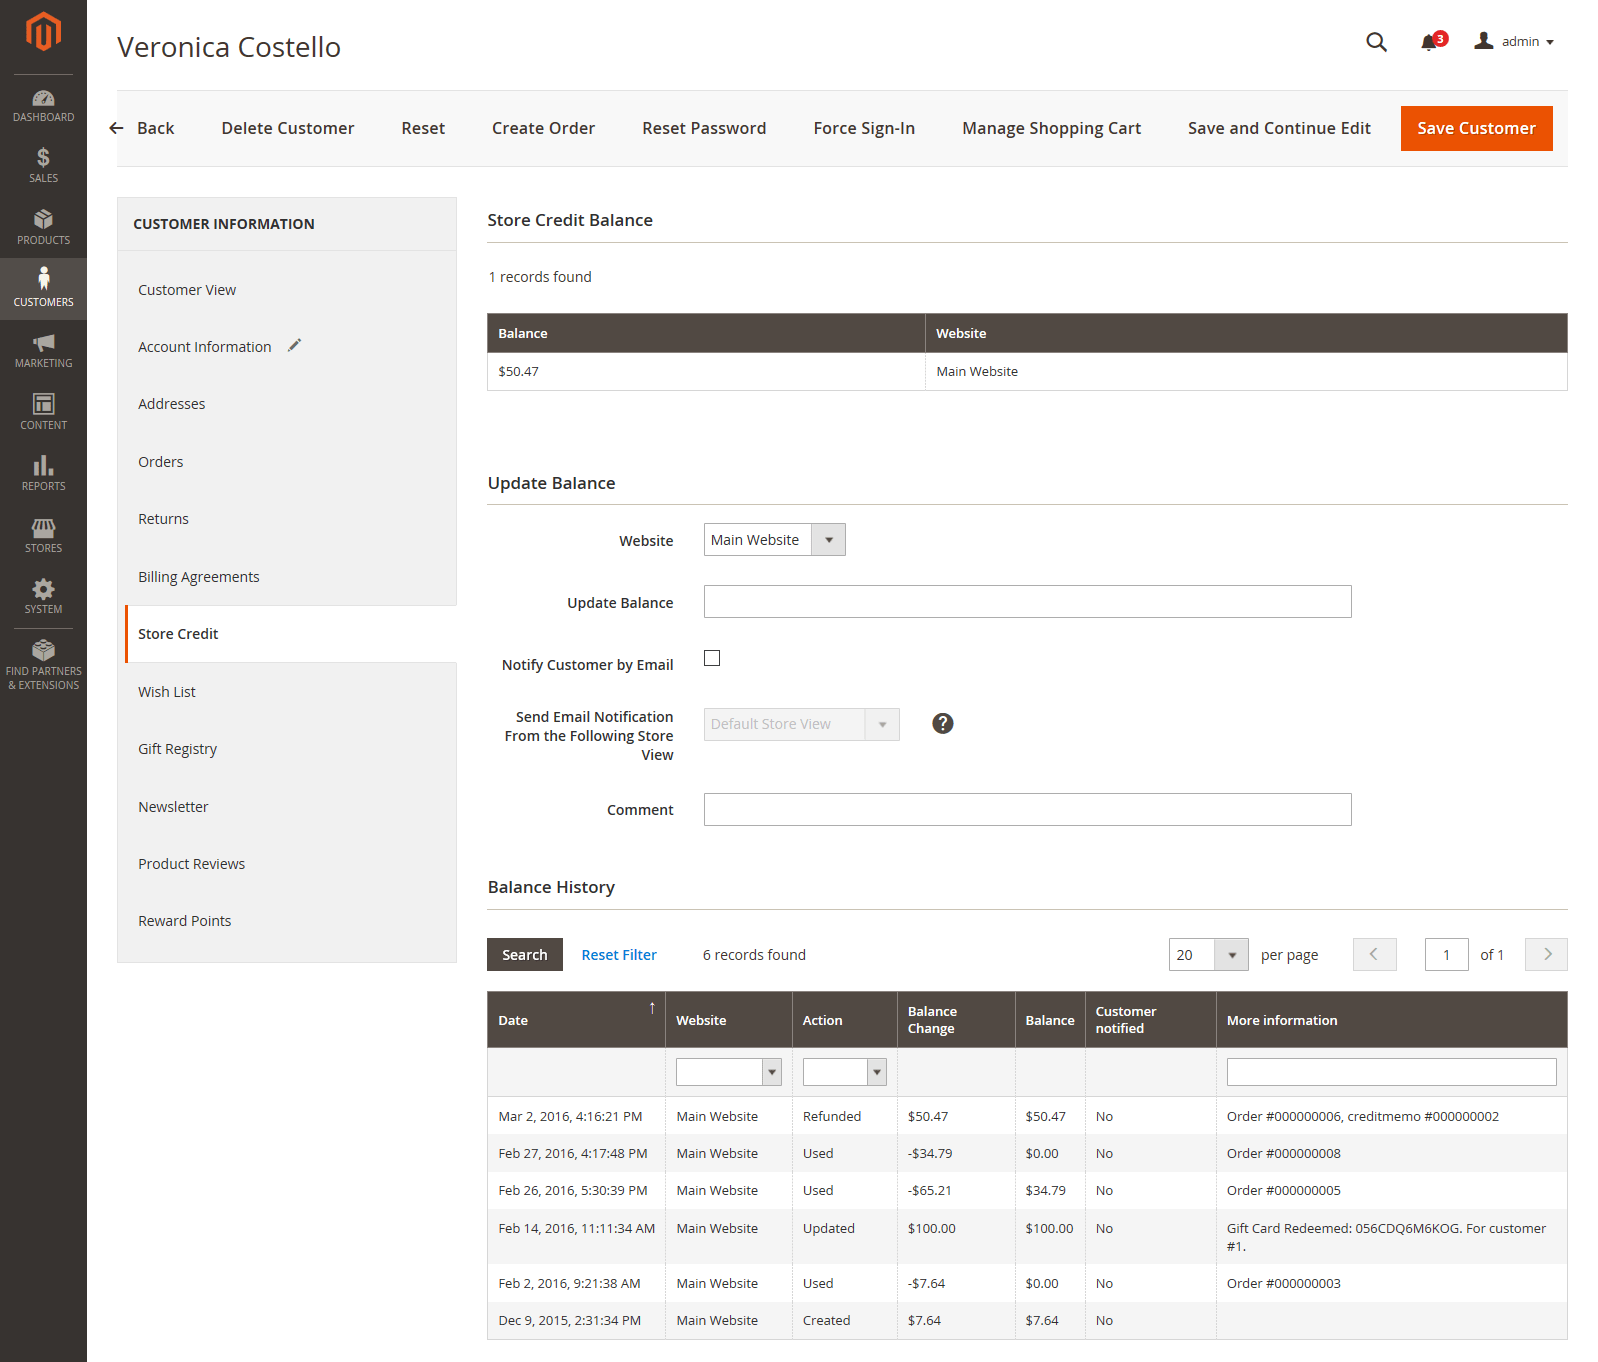 Veronica Costello
3
admin
DASHBOARD
SALES
PRODUCTS
CUSTOMERS
MARKETING
CONTENT
REPORTS
STORES
SYSTEM
FIND PARTNERS
& EXTENSIONS
Back Delete Customer Reset Create Order Reset Password Force Sign-In Manage Shopping Cart Save and Continue Edit Save Customer
CUSTOMER INFORMATION
Customer View
Account Information
Addresses
Orders
Returns
Billing Agreements
Store Credit
Wish List
Gift Registry
Newsletter
Product Reviews
Reward Points
Store Credit Balance
1 records found
Balance Website
$50.47 Main Website
Update Balance
Website Main Website
Update Balance
Notify Customer by Email
Send Email Notification
From the Following Store
View
Default Store View ?
Comment
Balance History
Search Reset Filter 6 records found 20 per page 1 of 1
Date ↑ Website Action Balance Change Balance Customer notified More information
Mar 2, 2016, 4:16:21 PM Main Website Refunded $50.47 $50.47 No Order #000000006, creditmemo #000000002
Feb 27, 2016, 4:17:48 PM Main Website Used -$34.79 $0.00 No Order #000000008
Feb 26, 2016, 5:30:39 PM Main Website Used -$65.21 $34.79 No Order #000000005
Feb 14, 2016, 11:11:34 AM Main Website Updated $100.00 $100.00 No Gift Card Redeemed: 056CDQ6M6KOG. For customer
#1.
Feb 2, 2016, 9:21:38 AM Main Website Used -$7.64 $0.00 No Order #000000003
Dec 9, 2015, 2:31:34 PM Main Website Created $7.64 $7.64 No